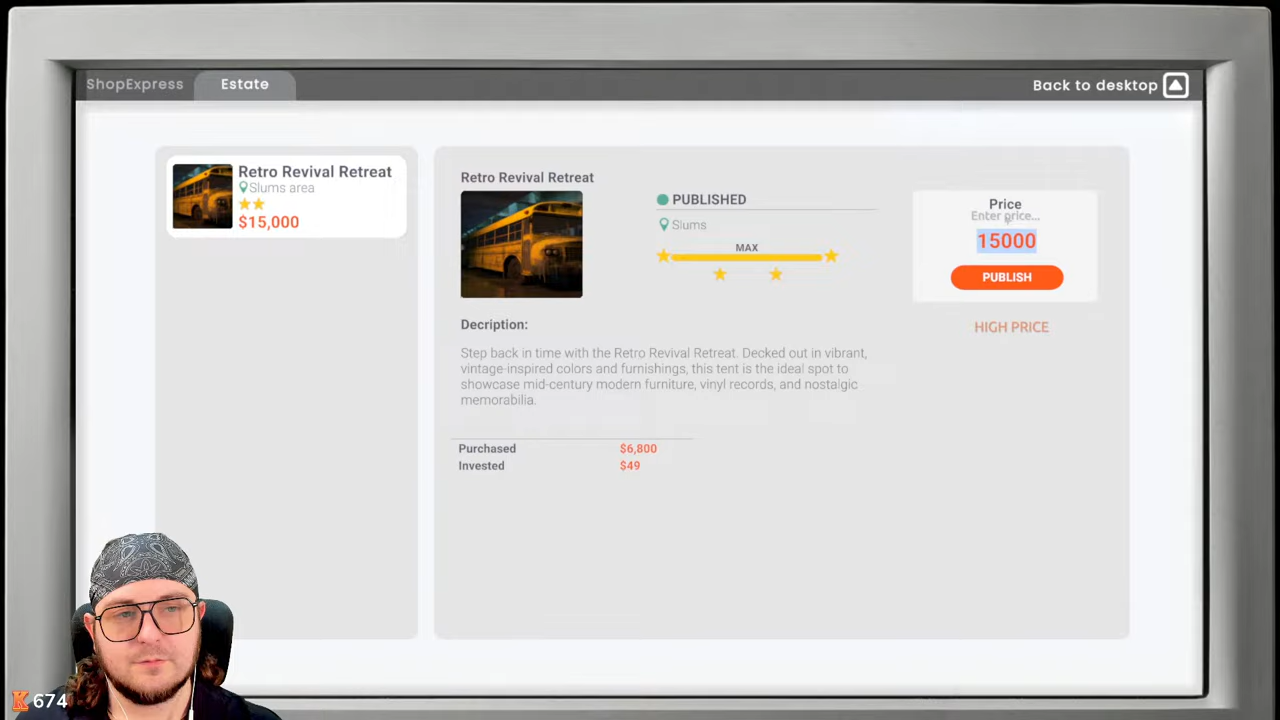 ShopExpress
Estate
Back to desktop
Retro Revival Retreat
Slums area
$15,000
Retro Revival Retreat
PUBLISHED
Slums
MAX
Price
Enter price...
15000
PUBLISH
HIGH PRICE
Decription:
Step back in time with the Retro Revival Retreat. Decked out in vibrant,
vintage-inspired colors and furnishings, this tent is the ideal spot to
showcase mid-century modern furniture, vinyl records, and nostalgic
memorabilia.
Purchased $6,800
Invested $49
K 674